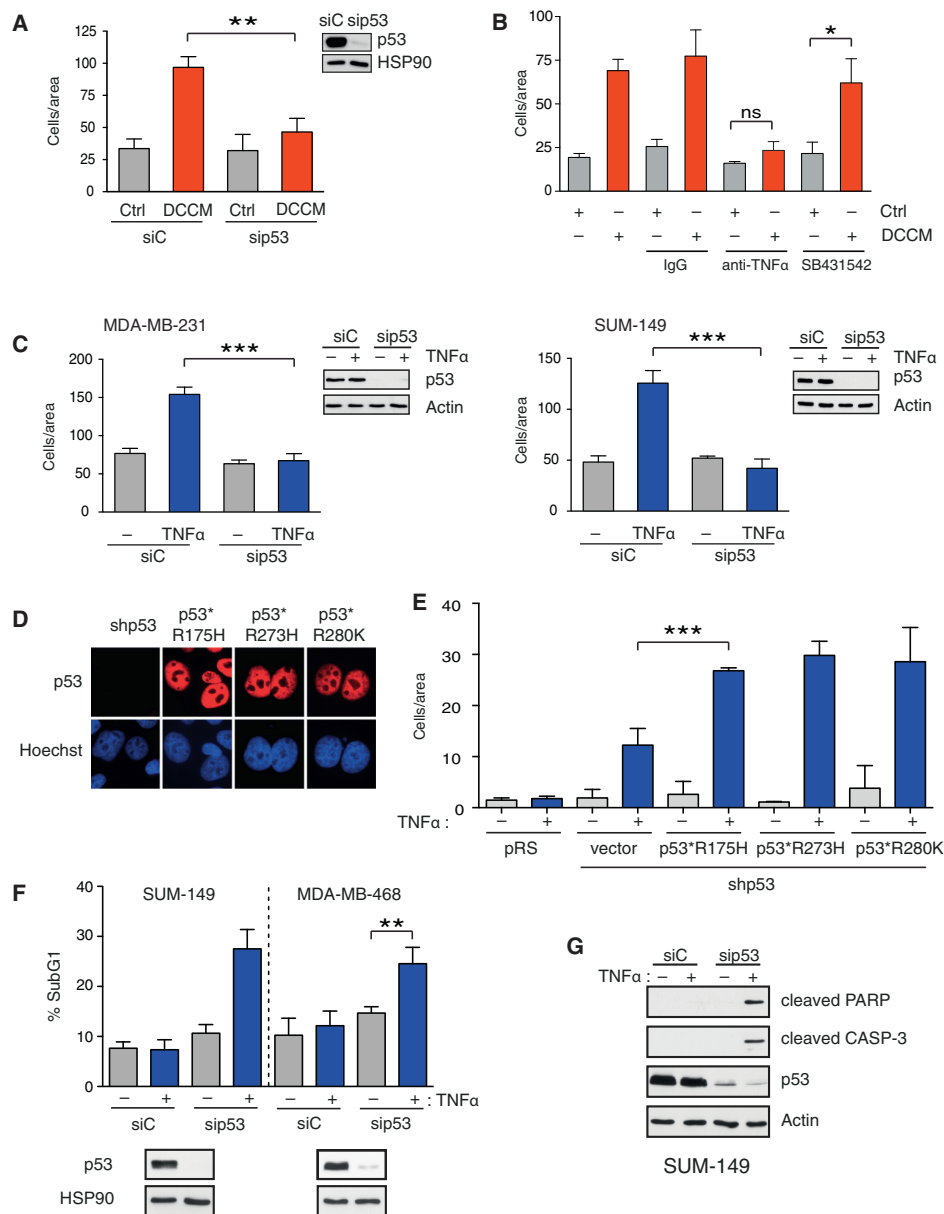 A
siC sip53
**
p53
HSP90
Cells/area
125
100
75
50
25
0
Ctrl DCCM Ctrl DCCM
siC sip53
B
*
ns
Cells/area
75
50
25
0
+ – + – + – + – Ctrl
– + – + – + – + DCCM
IgG anti-TNFα SB431542
C
MDA-MB-231
***
siC sip53
– + – + TNFα
p53
Actin
Cells/area
200
150
100
50
0
– TNFα – TNFα
siC sip53
SUM-149
***
siC sip53
– + – + TNFα
p53
Actin
Cells/area
150
100
50
0
– TNFα – TNFα
siC sip53
D
shp53 p53* R175H p53* R273H p53* R280K
p53
Hoechst
E
***
Cells/area
40
30
20
10
0
TNFα : – + – + – + – + – +
pRS vector p53*R175H p53*R273H p53*R280K
shp53
F
SUM-149 MDA-MB-468
**
% SubG1
40
30
20
10
0
– + – + – + – + : TNFα
siC sip53 siC sip53
p53
HSP90
G
siC sip53
TNFα : – + – +
cleaved PARP
cleaved CASP-3
p53
Actin
SUM-149